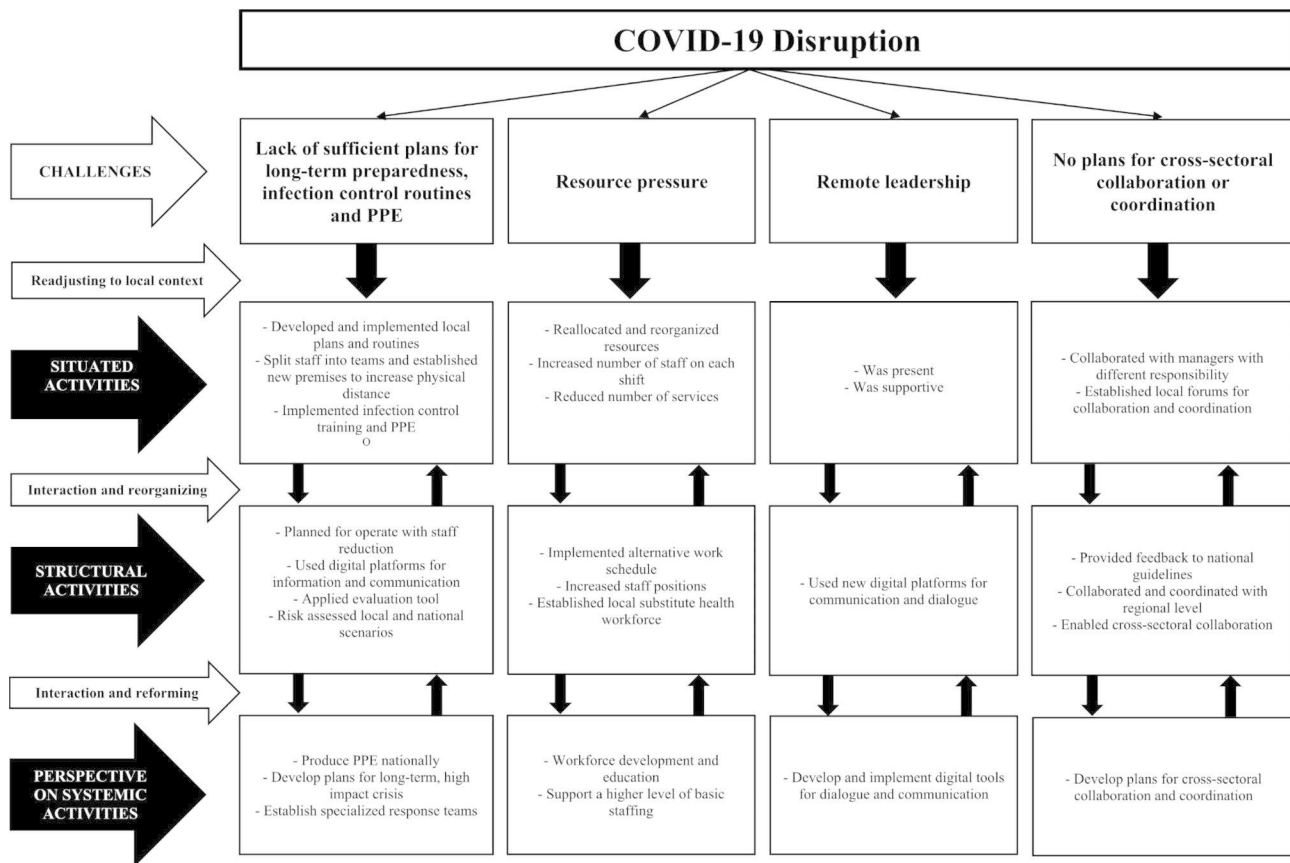 COVID-19 Disruption
CHALLENGES
Lack of sufficient plans for
long-term preparedness,
infection control routines
and PPE
Resource pressure
Remote leadership
No plans for cross-sectoral
collaboration or
coordination
Readjusting to local context
SITUATED
ACTIVITIES
- Developed and implemented local
plans and routines
- Split staff into teams and established
new premises to increase physical
distance
- Implemented infection control
training and PPE
O
- Reallocated and reorganized
resources
- Increased number of staff on each
shift
- Reduced number of services
- Was present
- Was supportive
- Collaborated with managers with
different responsibility
- Established local forums for
collaboration and coordination
Interaction and reorganizing
STRUCTURAL
ACTIVITIES
- Planned for operate with staff
reduction
- Used digital platforms for
information and communication
- Applied evaluation tool
- Risk assessed local and national
scenarios
- Implemented alternative work
schedule
- Increased staff positions
- Established local substitute health
workforce
- Used new digital platforms for
communication and dialogue
- Provided feedback to national
guidelines
- Collaborated and coordinated with
regional level
- Enabled cross-sectoral collaboration
Interaction and reforming
PERSPECTIVE
ON SYSTEMIC
ACTIVITIES
- Produce PPE nationally
- Develop plans for long-term, high
impact crisis
- Establish specialized response teams
- Workforce development and
education
- Support a higher level of basic
staffing
- Develop and implement digital tools
for dialogue and communication
- Develop plans for cross-sectoral
collaboration and coordination